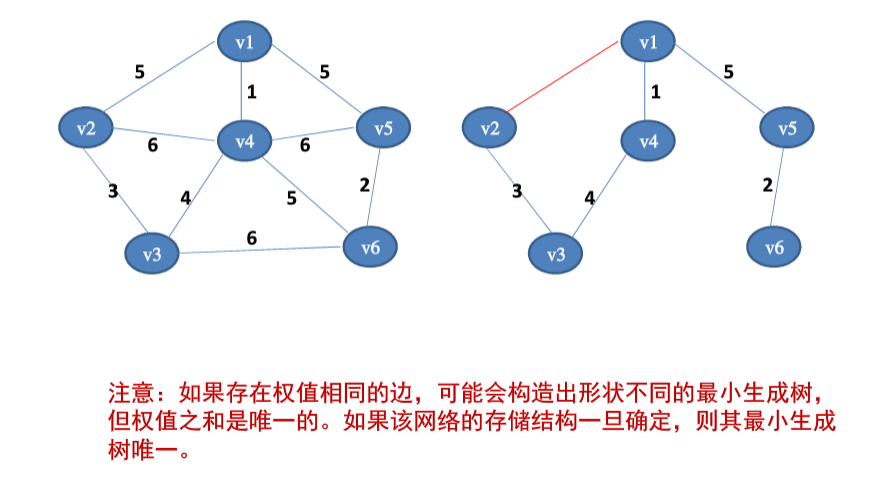 v1 v1
5 5 5
1 1
v2 v4 v5 v2 v4 v5
6 6
3 4 5 2 3 4 2
6
v3 v6 v3 v6
注意：如果存在权值相同的边，可能会构造出形状不同的最小生成树，
但权值之和是唯一的。如果该网络的存储结构一旦确定，则其最小生成
树唯一。